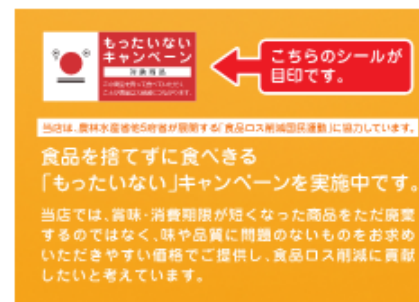 もったいない
キャンペーン
対象商品
こちらのシールが
目印です。
当店は、農林水産省他5府省が展開する「食品ロス削減国民運動」に協力しています。
食品を捨てずに食べきる
「もったいない」キャンペーンを実施中です。
当店では、賞味・消費期限が短くなった商品をただ廃棄
するのではなく、味や品質に問題のないものをお求め
いただきやすい価格でご提供し、食品ロス削減に貢献
したいと考えています。